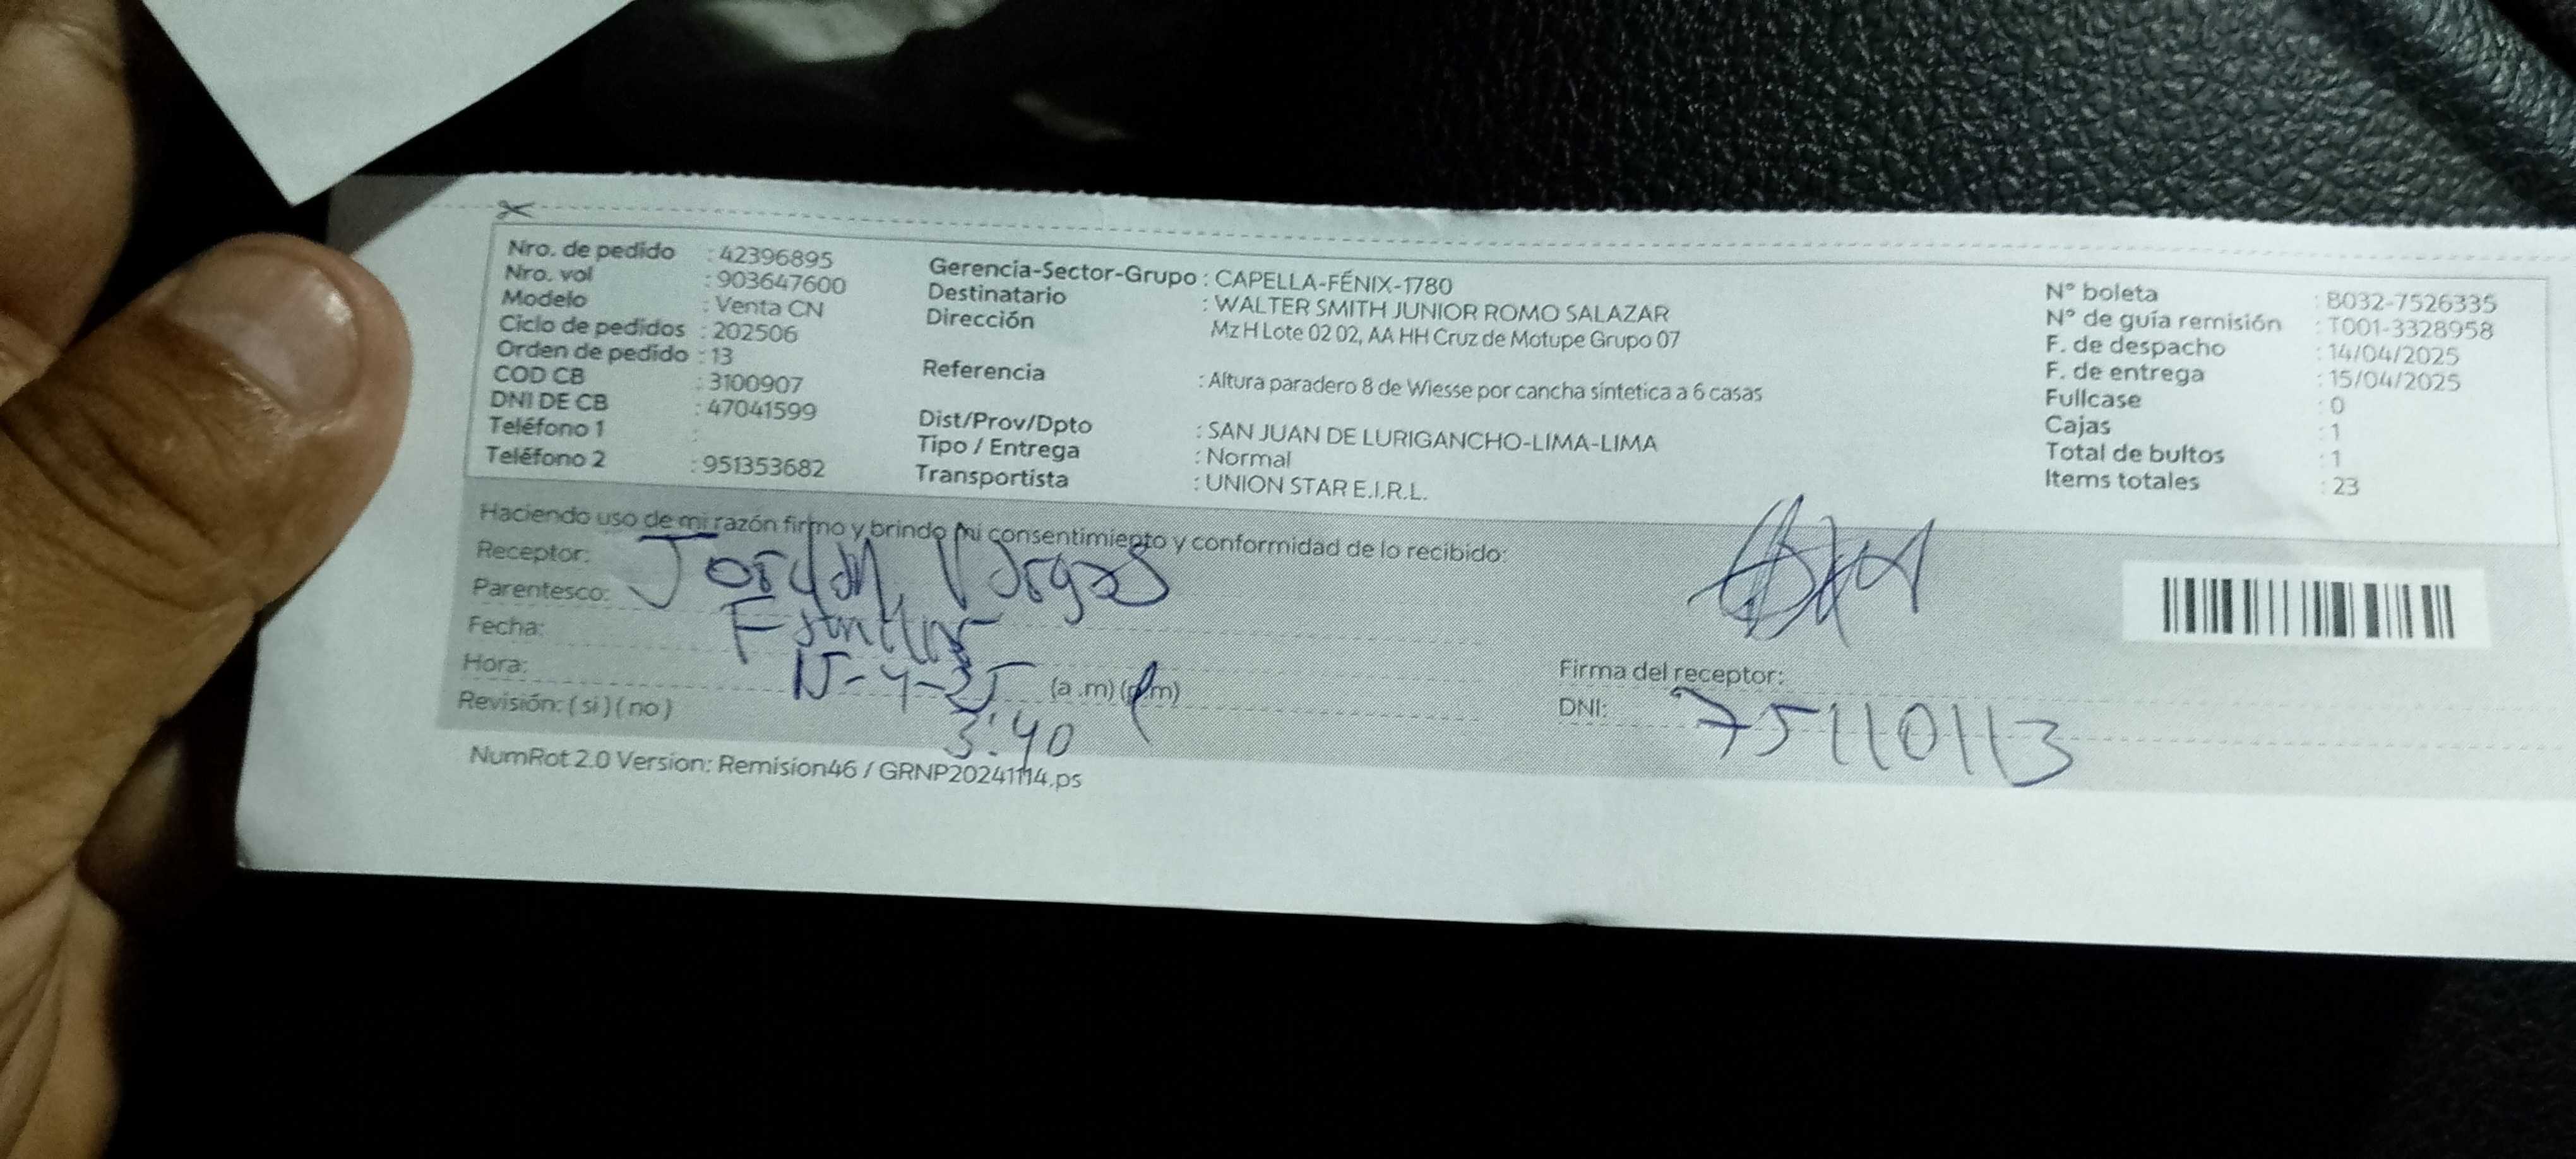 Nro. de pedido : 42396895
Nro. vol : 903647600
Modelo : Venta CN
Ciclo de pedidos : 202506
Orden de pedido : 13
COD CB : 3100907
DNI DE CB : 47041599
Teléfono 1 :
Teléfono 2 : 951353682
Gerencia-Sector-Grupo : CAPELLA-FÉNIX-1780
Destinatario : WALTER SMITH JUNIOR ROMO SALAZAR
Dirección MzH Lote 02 02, AA HH Cruz de Motupe Grupo 07
Referencia : Altura paradero 8 de Wiesse por cancha sintetica a 6 casas
Dist/Prov/Dpto : SAN JUAN DE LURIGANCHO-LIMA-LIMA
Tipo / Entrega : Normal
Transportista : UNION STAR E.I.R.L.
N° boleta : B032-7526335
N° de guía remisión : T001-3328958
F. de despacho : 14/04/2025
F. de entrega : 15/04/2025
Fullcase : 0
Cajas : 1
Total de bultos : 1
Items totales : 23
Haciendo uso de mi razón firmo y brindo mi consentimiento y conformidad de lo recibido:
Receptor: Jordan Vargas
Parentesco: Familiar
Fecha: 15-4-25
Hora: 3:40 (a.m) (p.m)
Revisión: ( si ) ( no )
Firma del receptor:
DNI: 75110113
NumRot 2.0 Version: Remision46 / GRNP20241114.ps